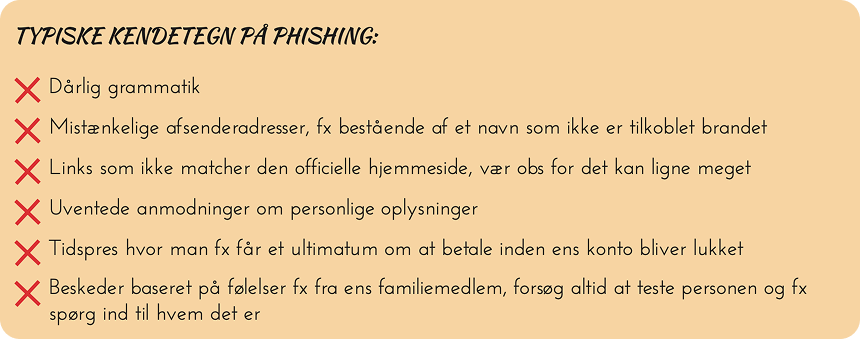 TYPISKE KENDETEGN PÅ PHISHING:
Dårlig grammatik
Mistænkelige afsenderadresser, fx bestående af et navn som ikke er tilkoblet brandet
Links som ikke matcher den officielle hjemmeside, vær obs for det kan ligne meget
Uventede anmodninger om personlige oplysninger
Tidspres hvor man fx får et ultimatum om at betale inden ens konto bliver lukket
Beskeder baseret på følelser fx fra ens familiemedlem, forsøg altid at teste personen og fx
spørg ind til hvem det er